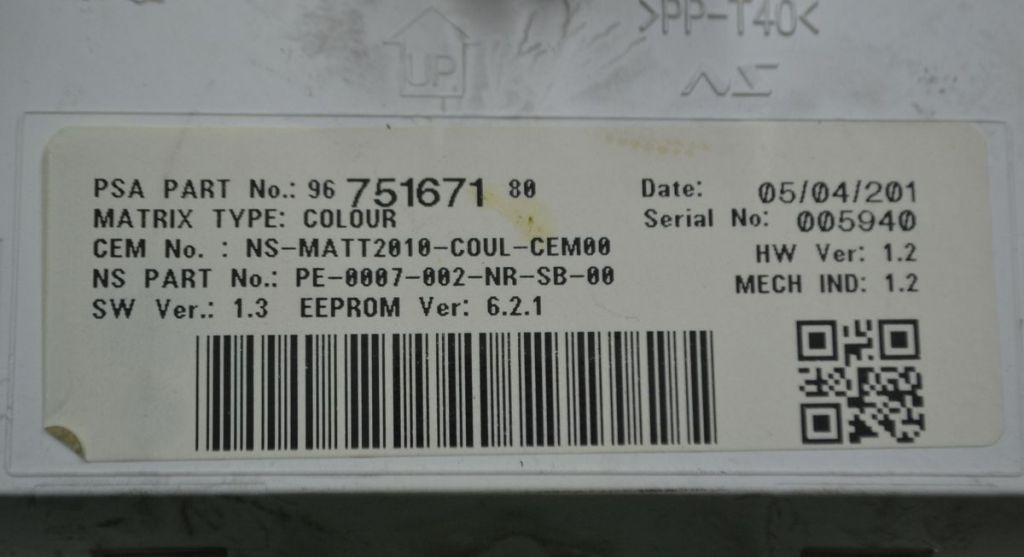 >PP-T40<
UP
PSA PART No.: 96 751671 80
MATRIX TYPE: COLOUR
CEM No. : NS-MATT2010-COUL-CEM00
NS PART No.: PE-0007-002-NR-SB-00
SW Ver.: 1.3 EEPROM Ver: 6.2.1
Date: 05/04/201
Serial No: 005940
HW Ver: 1.2
MECH IND: 1.2